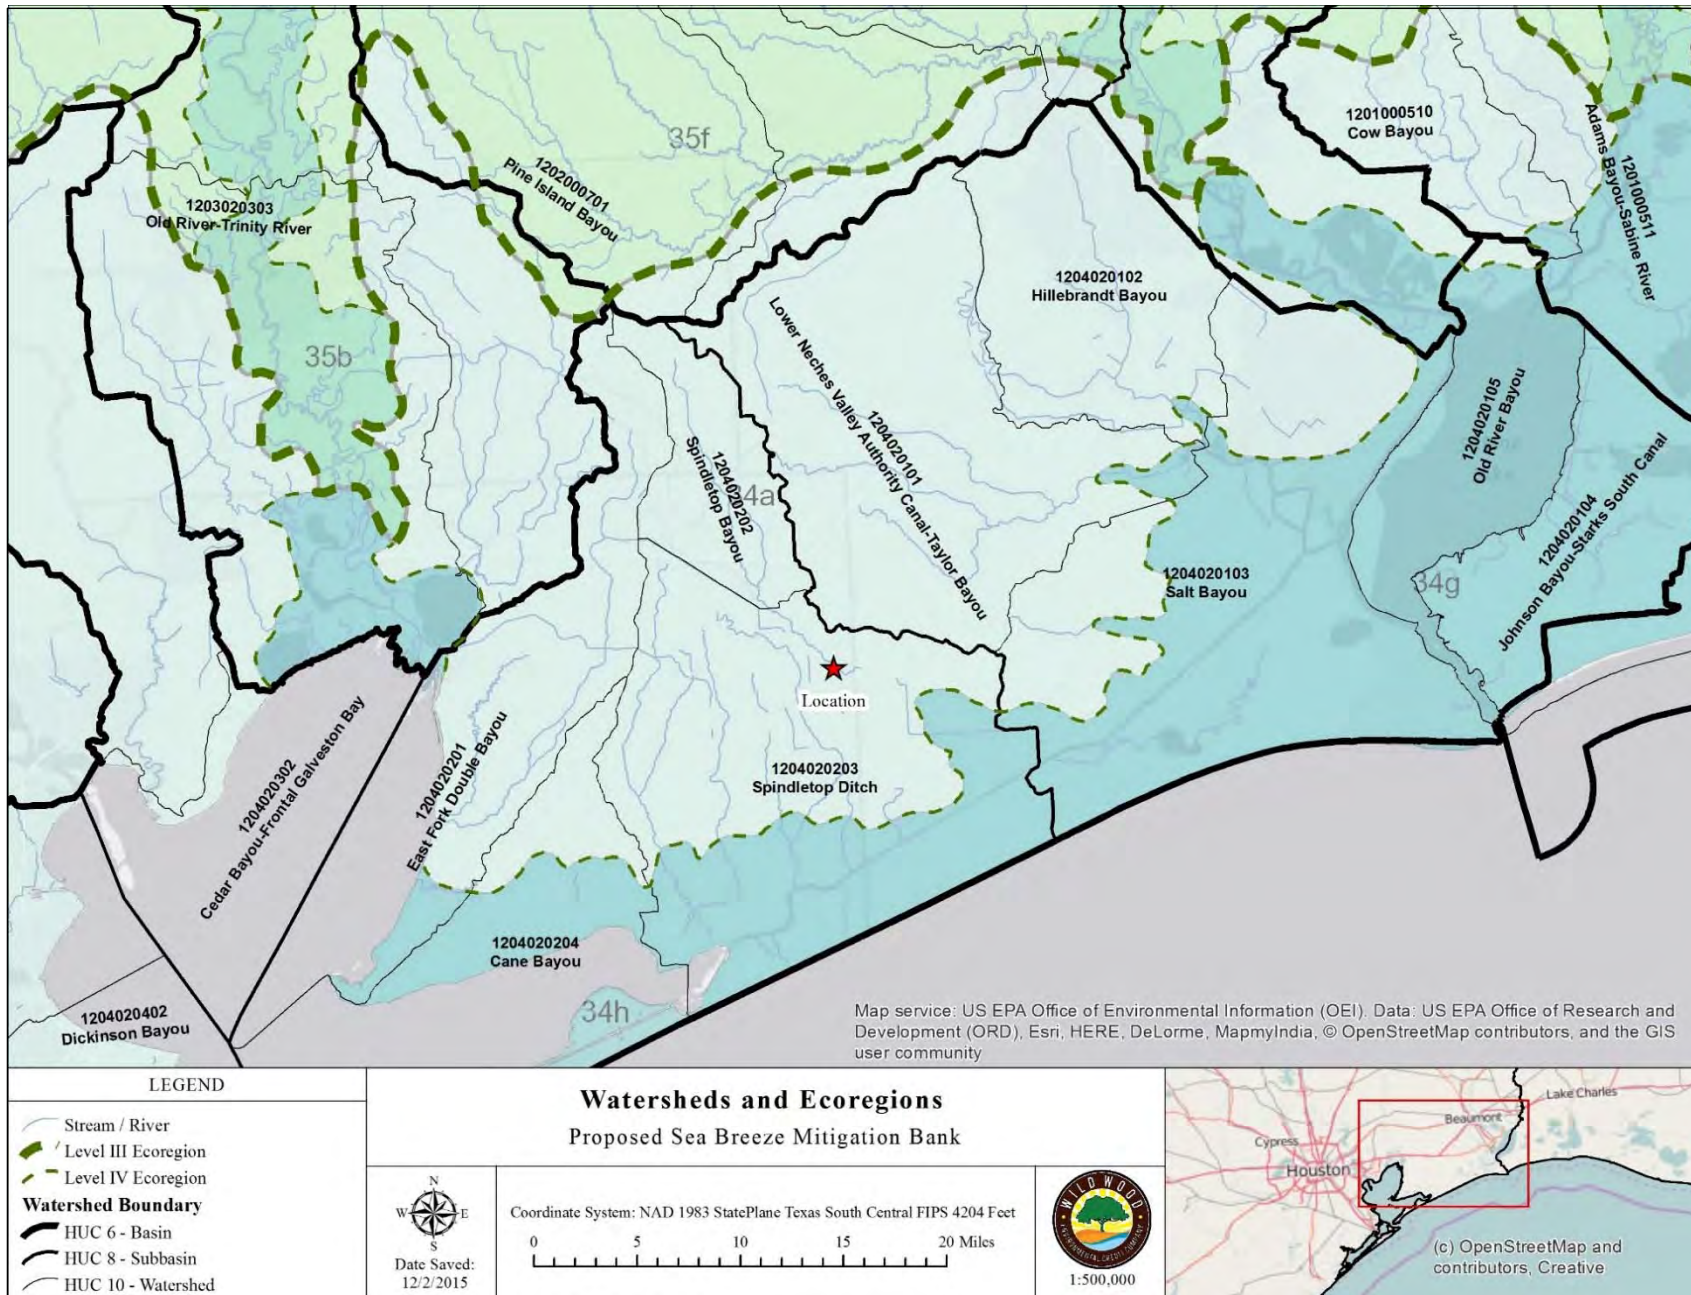 35f
1202000701
Pine Island Bayou
1201000510
Cow Bayou
1201000511
Adams Bayou-Sabine River
1203020303
Old River-Trinity River
35b
1204020102
Hillebrandt Bayou
1204020101
Lower Neches Valley Authority Canal-Taylor Bayou
1204020105
Old River Bayou
1204020202
Spindletop Bayou
34a
1204020104
Johnson Bayou-Starks South Canal
34g
1204020103
Salt Bayou
Location
1204020302
Cedar Bayou-Frontal Galveston Bay
1204020201
East Fork Double Bayou
1204020203
Spindletop Ditch
1204020204
Cane Bayou
34h
1204020402
Dickinson Bayou
Map service: US EPA Office of Environmental Information (OEI). Data: US EPA Office of Research and
Development (ORD), Esri, HERE, DeLorme, MapmyIndia, © OpenStreetMap contributors, and the GIS
user community
LEGEND
Stream / River
Level III Ecoregion
Level IV Ecoregion
Watershed Boundary
HUC 6 - Basin
HUC 8 - Subbasin
HUC 10 - Watershed
Watersheds and Ecoregions
Proposed Sea Breeze Mitigation Bank
N
W E
S
Date Saved:
12/2/2015
Coordinate System: NAD 1983 StatePlane Texas South Central FIPS 4204 Feet
0 5 10 15 20 Miles
WILD WOOD
ENVIRONMENTAL CREDIT COMPANY
1:500,000
Lake Charles
Beaumont
Cypress
Houston
(c) OpenStreetMap and
contributors, Creative